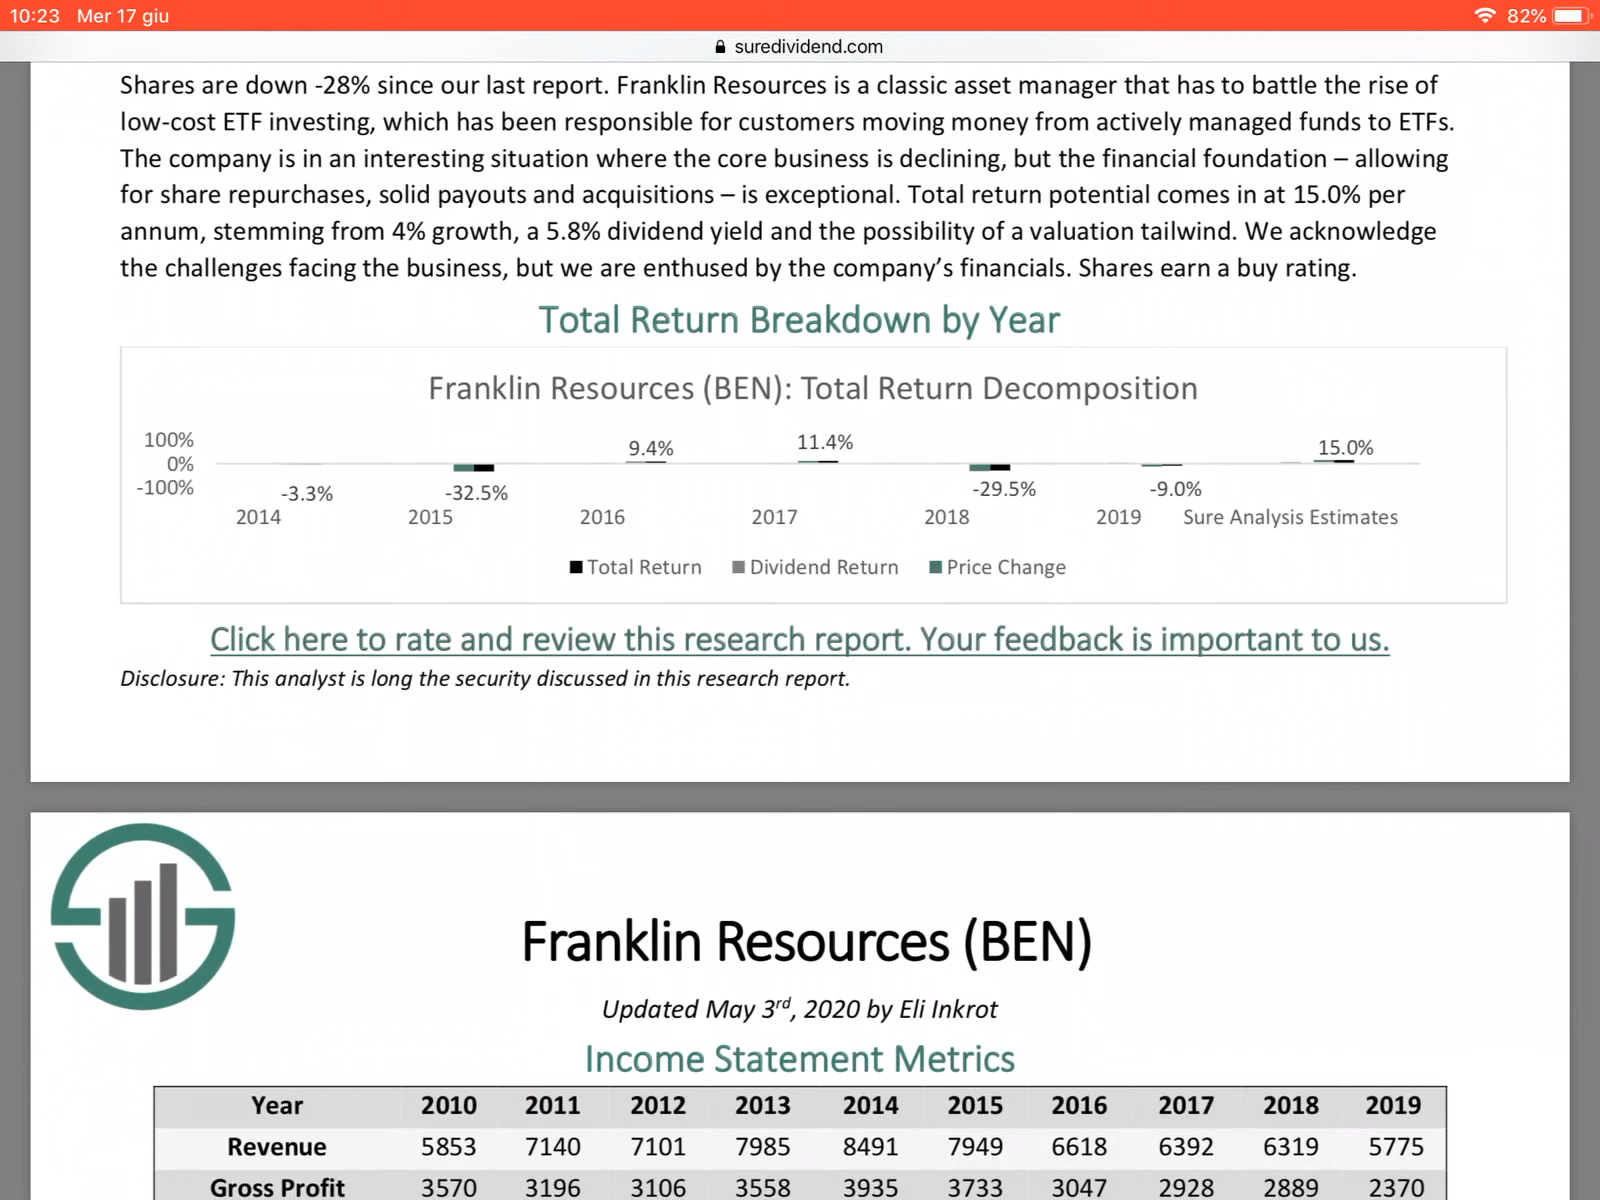 10:23 Mer 17 giu 82%
suredividend.com
Shares are down -28% since our last report. Franklin Resources is a classic asset manager that has to battle the rise of
low-cost ETF investing, which has been responsible for customers moving money from actively managed funds to ETFs.
The company is in an interesting situation where the core business is declining, but the financial foundation – allowing
for share repurchases, solid payouts and acquisitions – is exceptional. Total return potential comes in at 15.0% per
annum, stemming from 4% growth, a 5.8% dividend yield and the possibility of a valuation tailwind. We acknowledge
the challenges facing the business, but we are enthused by the company’s financials. Shares earn a buy rating.
Total Return Breakdown by Year
Franklin Resources (BEN): Total Return Decomposition
100%
0%
-100%
9.4% 11.4% 15.0%
-3.3% -32.5% -29.5% -9.0%
2014 2015 2016 2017 2018 2019 Sure Analysis Estimates
Total Return Dividend Return Price Change
Click here to rate and review this research report. Your feedback is important to us.
Disclosure: This analyst is long the security discussed in this research report.
Franklin Resources (BEN)
Updated May 3rd, 2020 by Eli Inkrot
Income Statement Metrics
Year 2010 2011 2012 2013 2014 2015 2016 2017 2018 2019
Revenue 5853 7140 7101 7985 8491 7949 6618 6392 6319 5775
Gross Profit 3570 3196 3106 3558 3935 3733 3047 2928 2889 2370